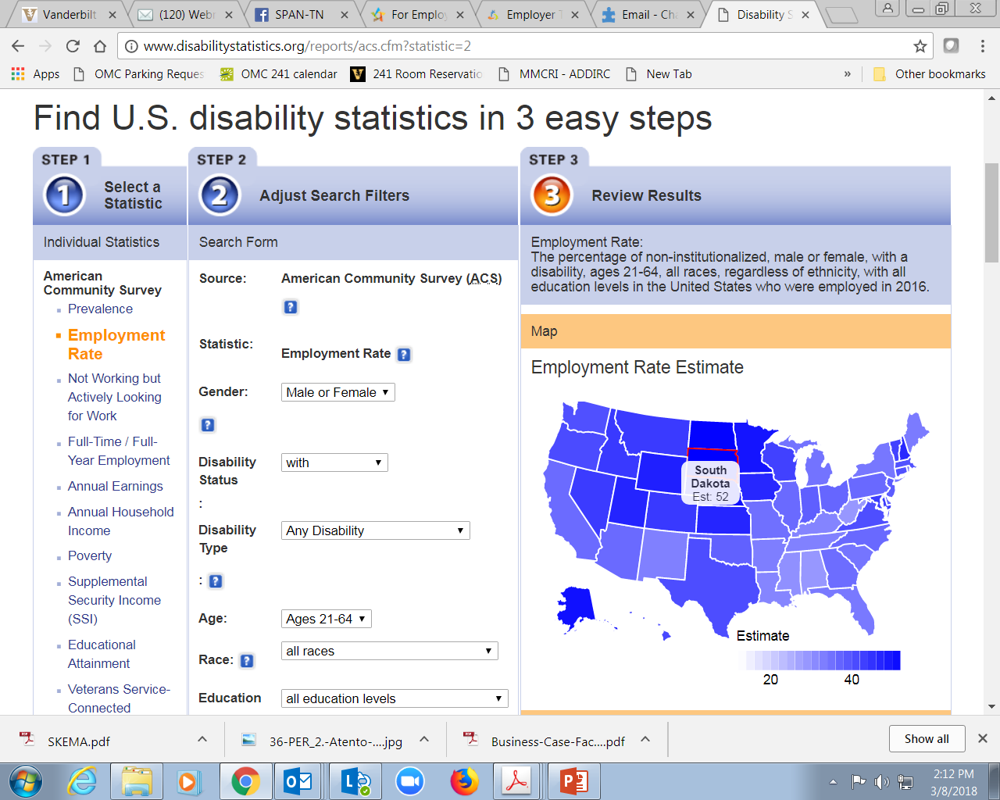 Vanderbilt
(120) Webm
SPAN-TN
For Employ
Employer T
Email - Cha
Disability S
www.disabilitystatistics.org/reports/acs.cfm?statistic=2
Apps
OMC Parking Reques
OMC 241 calendar
241 Room Reservatio
MMCRI - ADDIRC
New Tab
»
Other bookmarks
Find U.S. disability statistics in 3 easy steps
STEP 1
1
Select a
Statistic
Individual Statistics
American
Community Survey
Prevalence
Employment
Rate
Not Working but
Actively Looking
for Work
Full-Time / Full-
Year Employment
Annual Earnings
Annual Household
Income
Poverty
Supplemental
Security Income
(SSI)
Educational
Attainment
Veterans Service-
Connected
STEP 2
2
Adjust Search Filters
Search Form
Source: American Community Survey (ACS)
?
Statistic: Employment Rate ?
Gender: Male or Female
?
Disability
Status
: with
Disability
Type
: ? Any Disability
Age: Ages 21-64
Race: ? all races
Education all education levels
STEP 3
3
Review Results
Employment Rate:
The percentage of non-institutionalized, male or female, with a
disability, ages 21-64, all races, regardless of ethnicity, with all
education levels in the United States who were employed in 2016.
Map
Employment Rate Estimate
South
Dakota
Est: 52
Estimate
20 40
SKEMA.pdf
36-PER_2.-Atento-....jpg
Business-Case-Fac....pdf
Show all
2:12 PM
3/8/2018